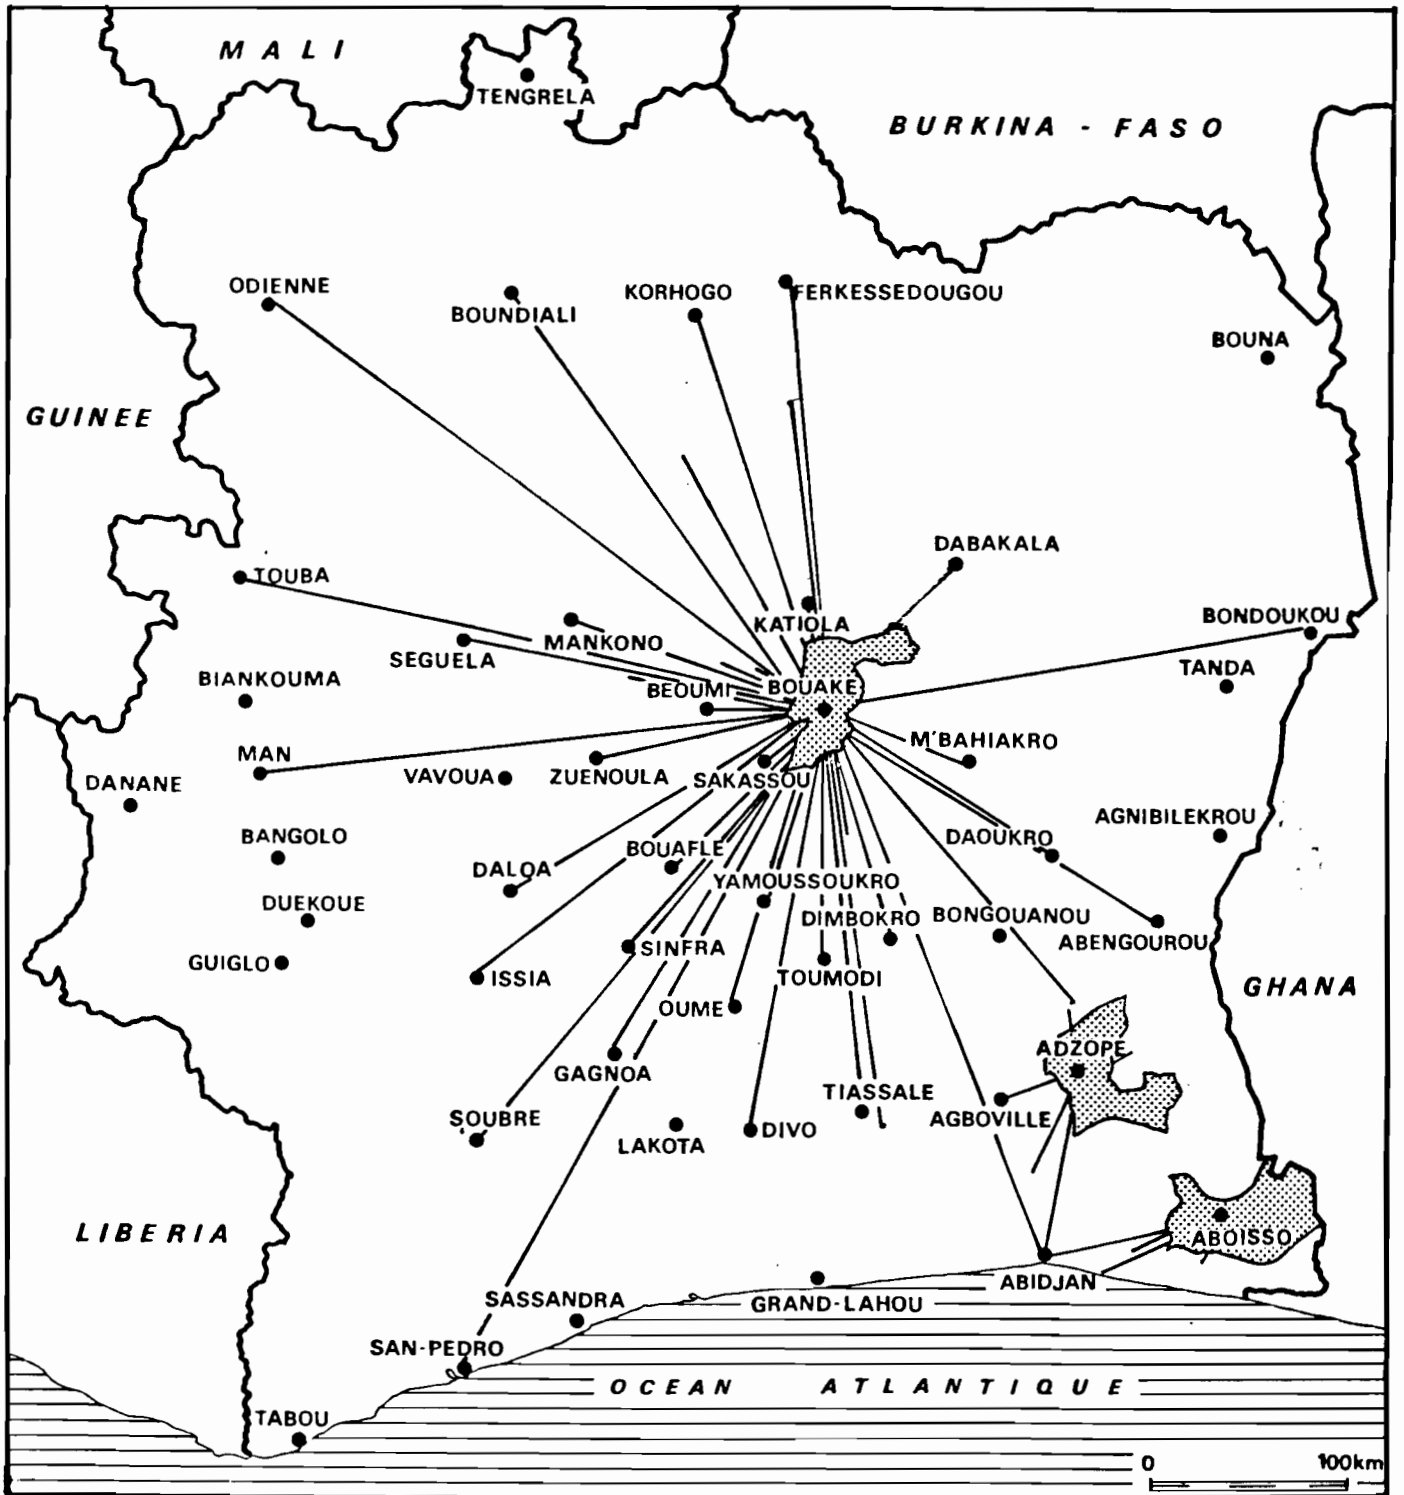 MALI
TENGRELA
BURKINA - FASO
ODIENNE
BOUNDIALI
KORHOGO
FERKESSEDOUGOU
BOUNA
GUINEE
DABAKALA
TOUBA
BONDOUKOU
KATIOLA
MANKONO
SEGUELA
TANDA
BIANKOUMA
BEOUMI
BOUAKE
M'BAHIAKRO
MAN
DANANE
VAVOUA
ZUENOULA
SAKASSOU
AGNIBILEKROU
BANGOLO
DAOUKRO
BOUAFLE
DALOA
YAMOUSSOUKRO
DUEKOUE
DIMBOKRO
BONGOUANOU
ABENGOUROU
SINFRA
GUIGLO
ISSIA
TOUMODI
GHANA
OUME
ADZOPE
GAGNOA
TIASSALE
SOUBRE
AGBOVILLE
LAKOTA
DIVO
LIBERIA
ABOISSO
ABIDJAN
SASSANDRA
GRAND-LAHOU
SAN-PEDRO
OCEAN ATLANTIQUE
TABOU
0 100km